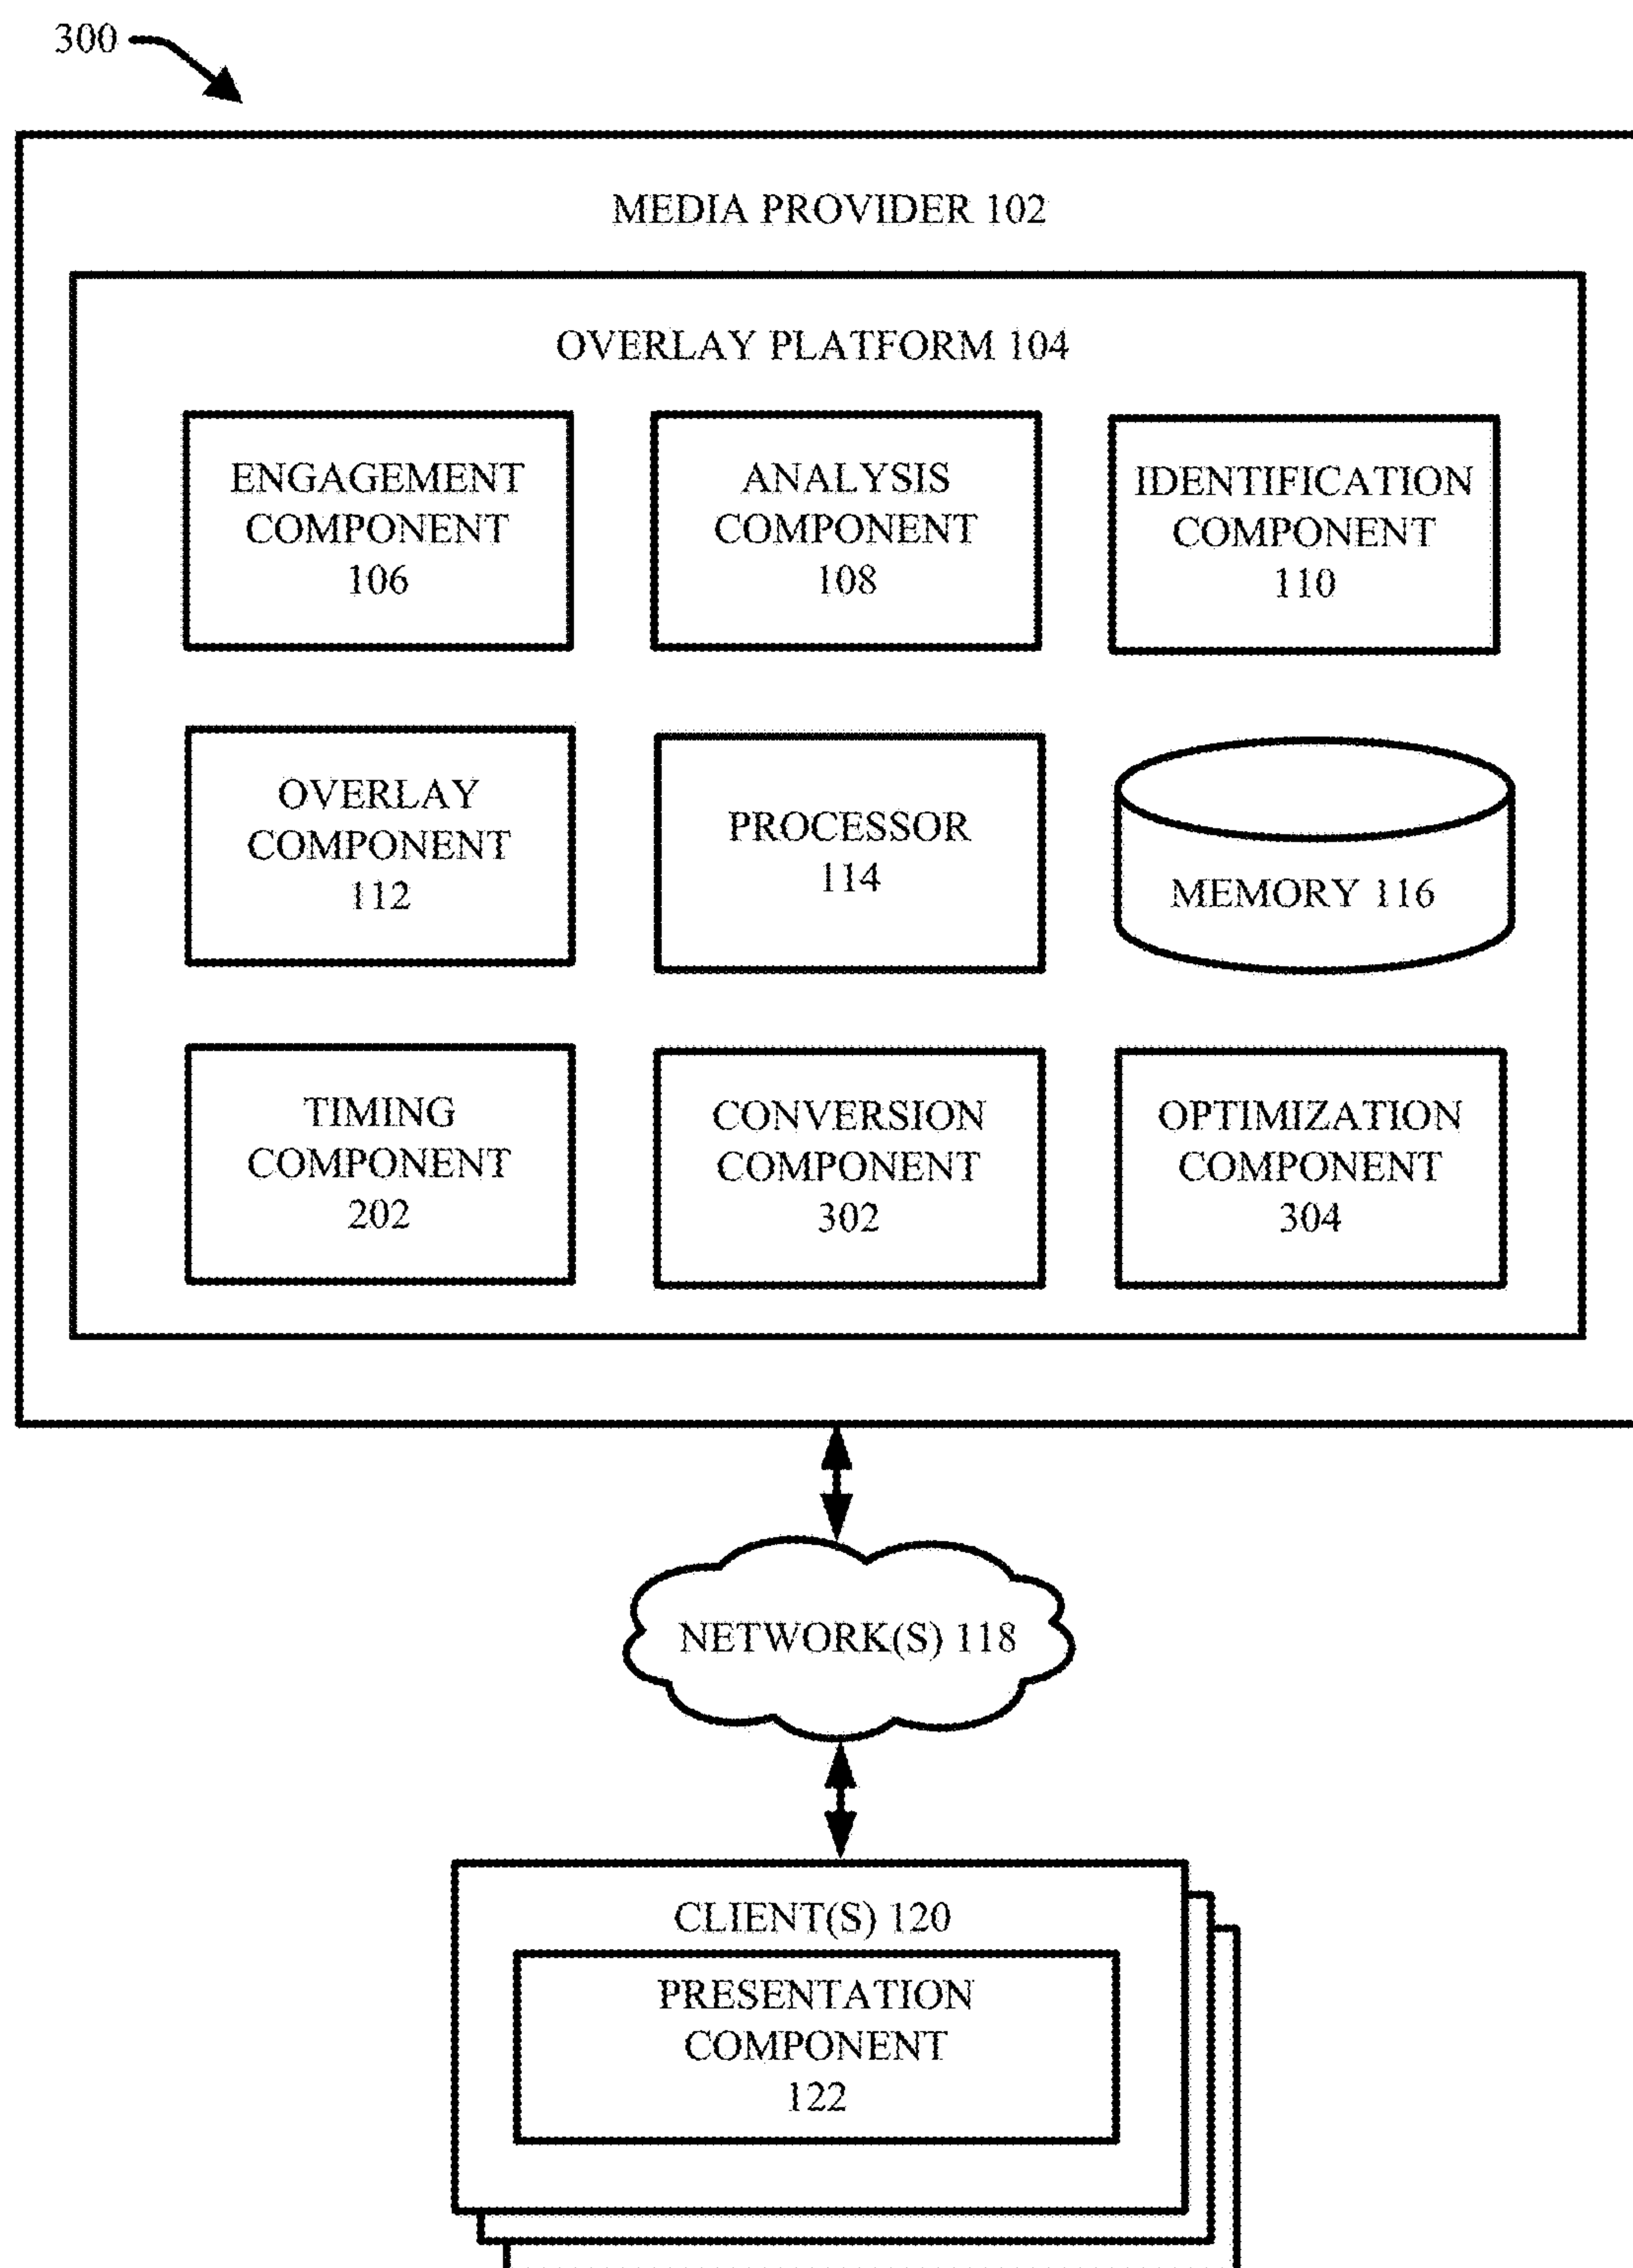 300
MEDIA PROVIDER 102
OVERLAY PLATFORM 104
ENGAGEMENT
COMPONENT
106
ANALYSIS
COMPONENT
108
IDENTIFICATION
COMPONENT
110
OVERLAY
COMPONENT
112
PROCESSOR
114
MEMORY 116
TIMING
COMPONENT
202
CONVERSION
COMPONENT
302
OPTIMIZATION
COMPONENT
304
NETWORK(S) 118
CLIENT(S) 120
PRESENTATION
COMPONENT
122